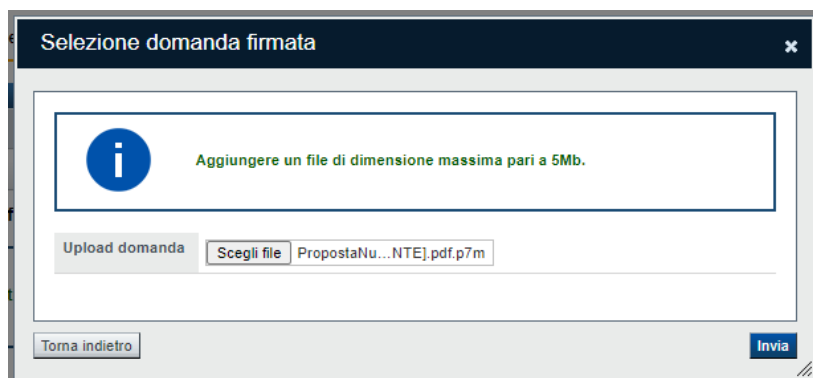 Selezione domanda firmata
Aggiungere un file di dimensione massima pari a 5Mb.
Upload domanda Scegli file PropostaNu...NTE].pdf.p7m
Torna indietro Invia